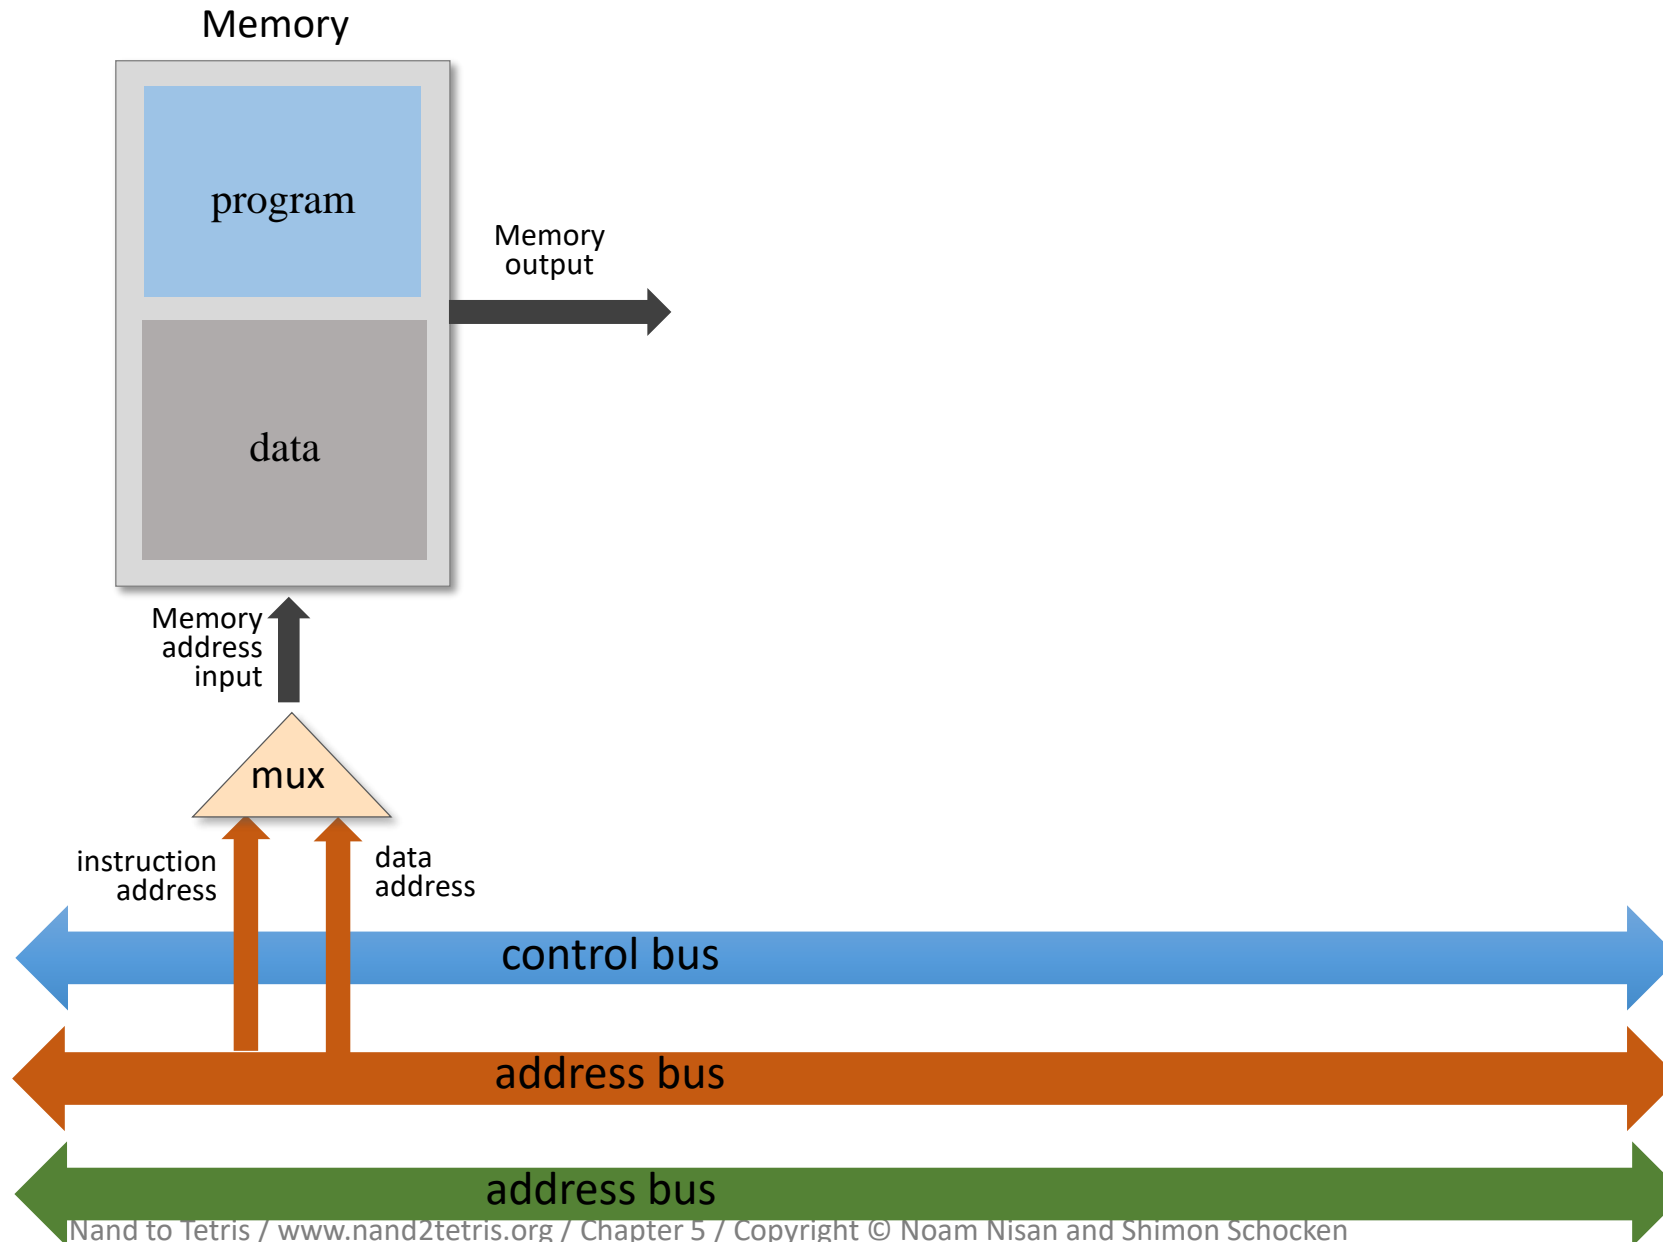 Memory
program
Memory
output
data
Memory
address
input
mux
instruction
address
data
address
control bus
address bus
address bus
Nand to Tetris / www.nand2tetris.org / Chapter 5 / Copyright © Noam Nisan and Shimon Schocken